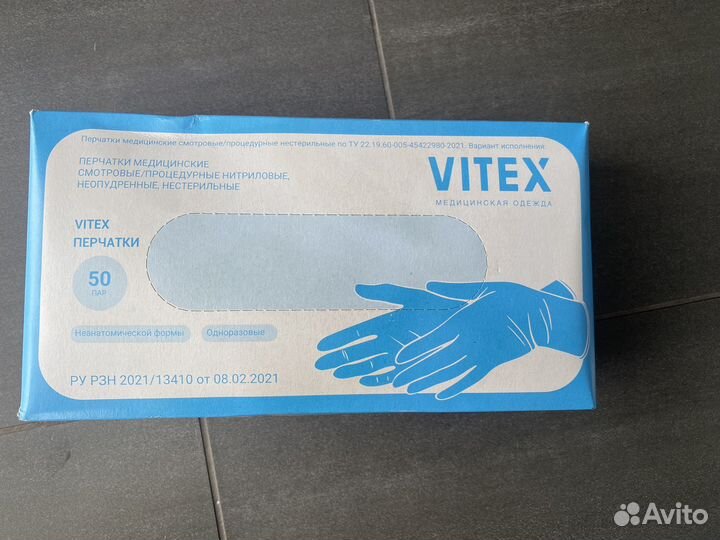 Перчатки медицинские смотровые/процедурные нестерильные по ТУ 22.19.60-005-45422980-2021. Вариант исполнения:
ПЕРЧАТКИ МЕДИЦИНСКИЕ
СМОТРОВЫЕ/ПРОЦЕДУРНЫЕ НИТРИЛОВЫЕ,
НЕОПУДРЕННЫЕ, НЕСТЕРИЛЬНЫЕ
VITEX
МЕДИЦИНСКАЯ ОДЕЖДА
VITEX
ПЕРЧАТКИ
50
ПАР
Неанатомической формы
Одноразовые
РУ РЗН 2021/13410 от 08.02.2021
Avito